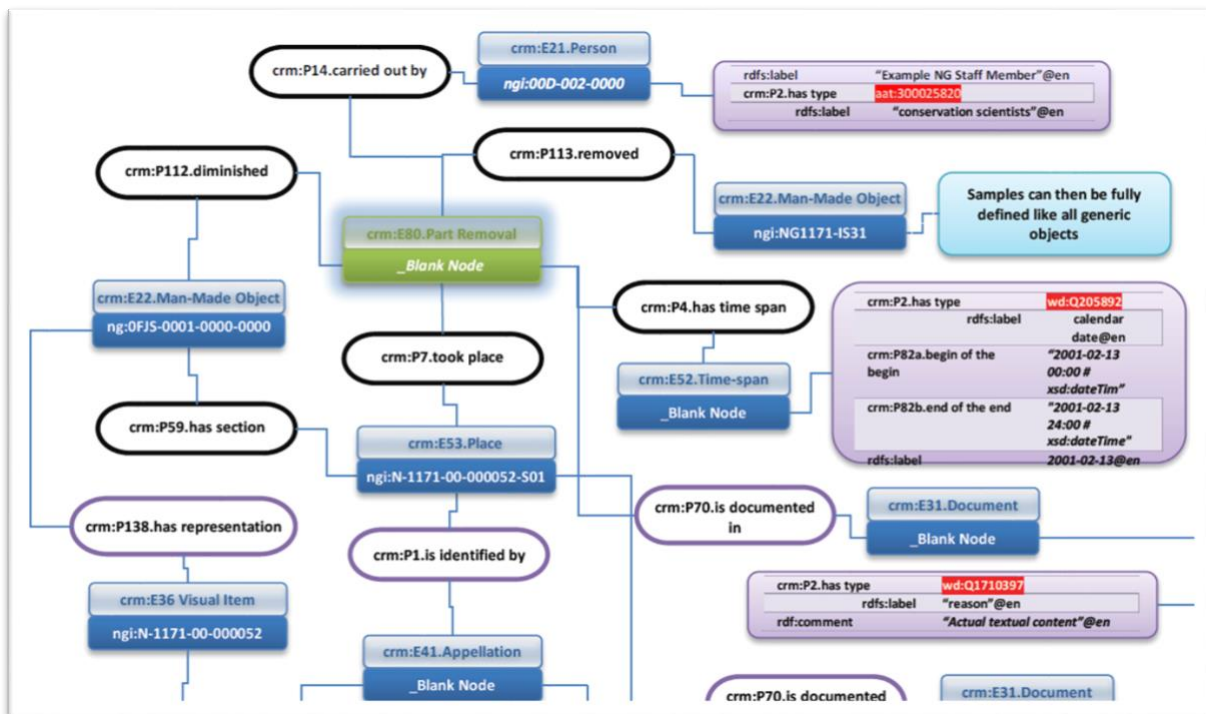 crm:E21.Person
crm:P14.carried out by
ngi:00D-002-0000
rdfs:label “Example NG Staff Member”@en
crm:P2.has type aat:300025820
rdfs:label “conservation scientists”@en
crm:P113.removed
crm:P112.diminished
crm:E22.Man-Made Object
ngi:NG1171-IS31
Samples can then be fully
defined like all generic
objects
crm:E80.Part Removal
_Blank Node
crm:E22.Man-Made Object
ng:0FJS-0001-0000-0000
crm:P4.has time span
crm:P2.has type wd:Q205892
rdfs:label calendar
date@en
crm:P82a.begin of the “2001-02-13
begin 00:00 #
xsd:dateTim”
crm:P82b.end of the end "2001-02-13
24:00 #
xsd:dateTime"
rdfs:label 2001-02-13@en
crm:P7.took place
crm:E52.Time-span
_Blank Node
crm:P59.has section
crm:E53.Place
ngi:N-1171-00-000052-S01
crm:P138.has representation
crm:P1.is identified by
crm:P70.is documented
in
crm:E31.Document
_Blank Node
crm:P2.has type wd:Q1710397
rdfs:label “reason”@en
rdf:comment “Actual textual content”@en
crm:E36 Visual Item
ngi:N-1171-00-000052
crm:E41.Appellation
_Blank Node
crm:P70.is documented
crm:E31.Document